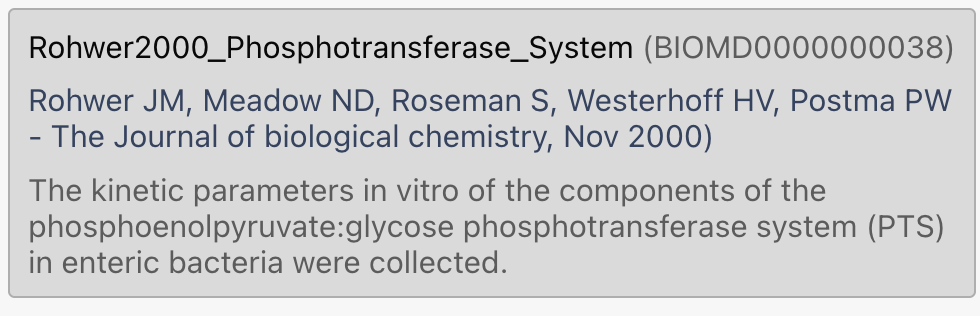 Rohwer2000_Phosphotransferase_System (BIOMD0000000038)
Rohwer JM, Meadow ND, Roseman S, Westerhoff HV, Postma PW
- The Journal of biological chemistry, Nov 2000)
The kinetic parameters in vitro of the components of the
phosphoenolpyruvate:glycose phosphotransferase system (PTS)
in enteric bacteria were collected.